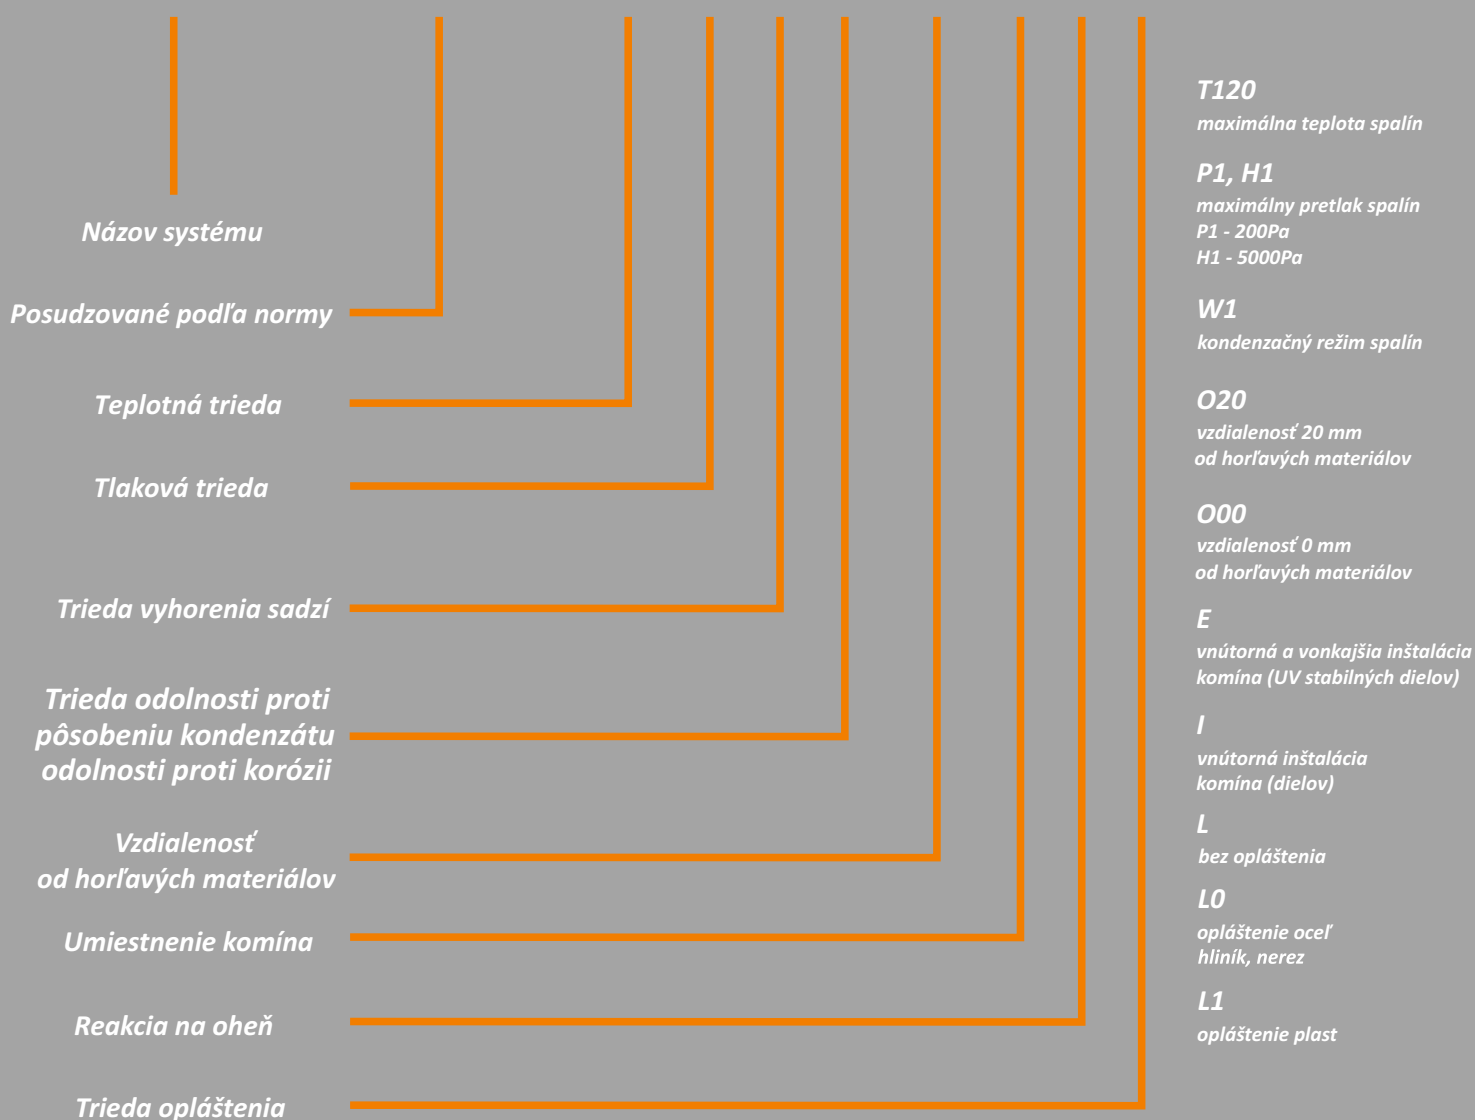 Názov systému
Posudzované podľa normy
Teplotná trieda
Tlaková trieda
Trieda vyhorenia sadzí
Trieda odolnosti proti
pôsobeniu kondenzátu
odolnosti proti korózii
Vzdialenosť
od horľavých materiálov
Umiestnenie komína
Reakcia na oheň
Trieda opláštenia
T120
maximálna teplota spalín
P1, H1
maximálny pretlak spalín
P1 - 200Pa
H1 - 5000Pa
W1
kondenzačný režim spalín
O20
vzdialenosť 20 mm
od horľavých materiálov
O00
vzdialenosť 0 mm
od horľavých materiálov
E
vnútorná a vonkajšia inštalácia
komína (UV stabilných dielov)
I
vnútorná inštalácia
komína (dielov)
L
bez opláštenia
L0
opláštenie oceľ
hliník, nerez
L1
opláštenie plast